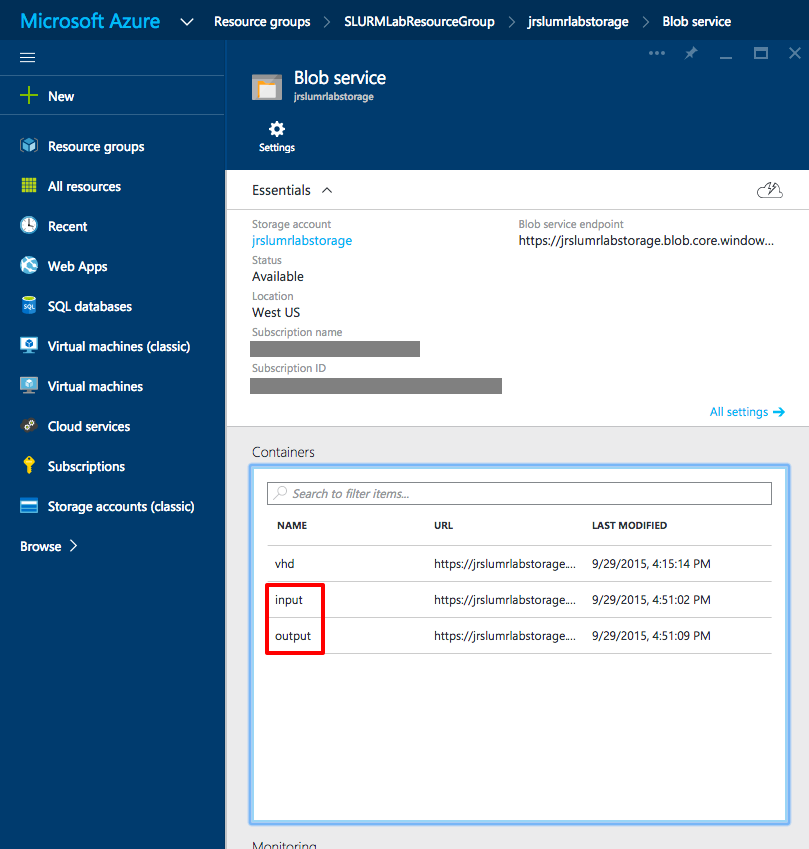 Microsoft Azure Resource groups SLURMLabResourceGroup jrslumrlabstorage Blob service
New
Resource groups
All resources
Recent
Web Apps
SQL databases
Virtual machines (classic)
Virtual machines
Cloud services
Subscriptions
Storage accounts (classic)
Browse
Blob service
jrslumrlabstorage
Settings
Essentials
Storage account
jrslumrlabstorage
Status
Available
Location
West US
Subscription name
Subscription ID
Blob service endpoint
https://jrslumrlabstorage.blob.core.window...
All settings
Containers
Search to filter items...
NAME URL LAST MODIFIED
vhd https://jrslumrlabstorage.... 9/29/2015, 4:15:14 PM
input https://jrslumrlabstorage.... 9/29/2015, 4:51:02 PM
output https://jrslumrlabstorage.... 9/29/2015, 4:51:09 PM
Monitoring